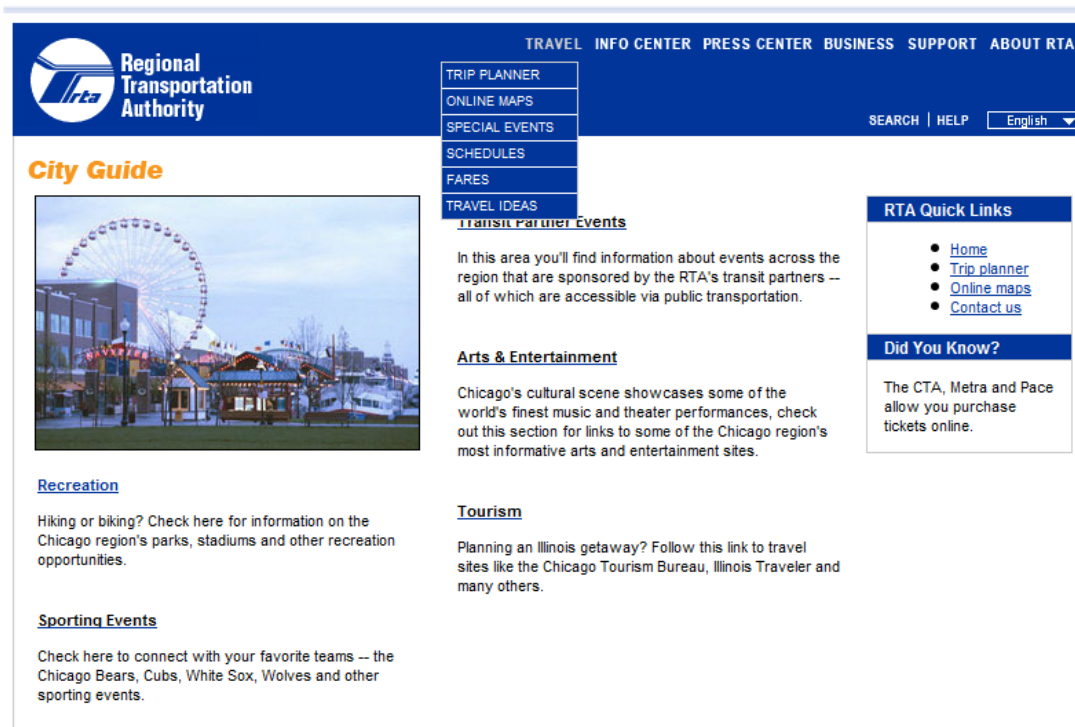 Regional
Transportation
Authority
rta
TRAVEL INFO CENTER PRESS CENTER BUSINESS SUPPORT ABOUT RTA
TRIP PLANNER
ONLINE MAPS
SPECIAL EVENTS
SCHEDULES
FARES
TRAVEL IDEAS
SEARCH | HELP English
City Guide
Recreation
Hiking or biking? Check here for information on the
Chicago region's parks, stadiums and other recreation
opportunities.
Sporting Events
Check here to connect with your favorite teams -- the
Chicago Bears, Cubs, White Sox, Wolves and other
sporting events.
Transit Partner Events
In this area you'll find information about events across the
region that are sponsored by the RTA's transit partners --
all of which are accessible via public transportation.
Arts & Entertainment
Chicago's cultural scene showcases some of the
world's finest music and theater performances, check
out this section for links to some of the Chicago region's
most informative arts and entertainment sites.
Tourism
Planning an Illinois getaway? Follow this link to travel
sites like the Chicago Tourism Bureau, Illinois Traveler and
many others.
RTA Quick Links
Home
Trip planner
Online maps
Contact us
Did You Know?
The CTA, Metra and Pace
allow you purchase
tickets online.